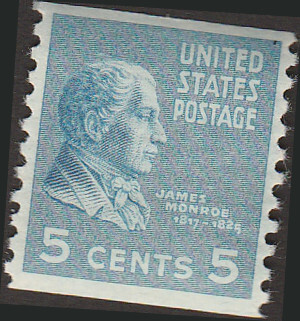 UNITED
STATES
POSTAGE
JAMES
MONROE
1817-1825
5 CENTS 5